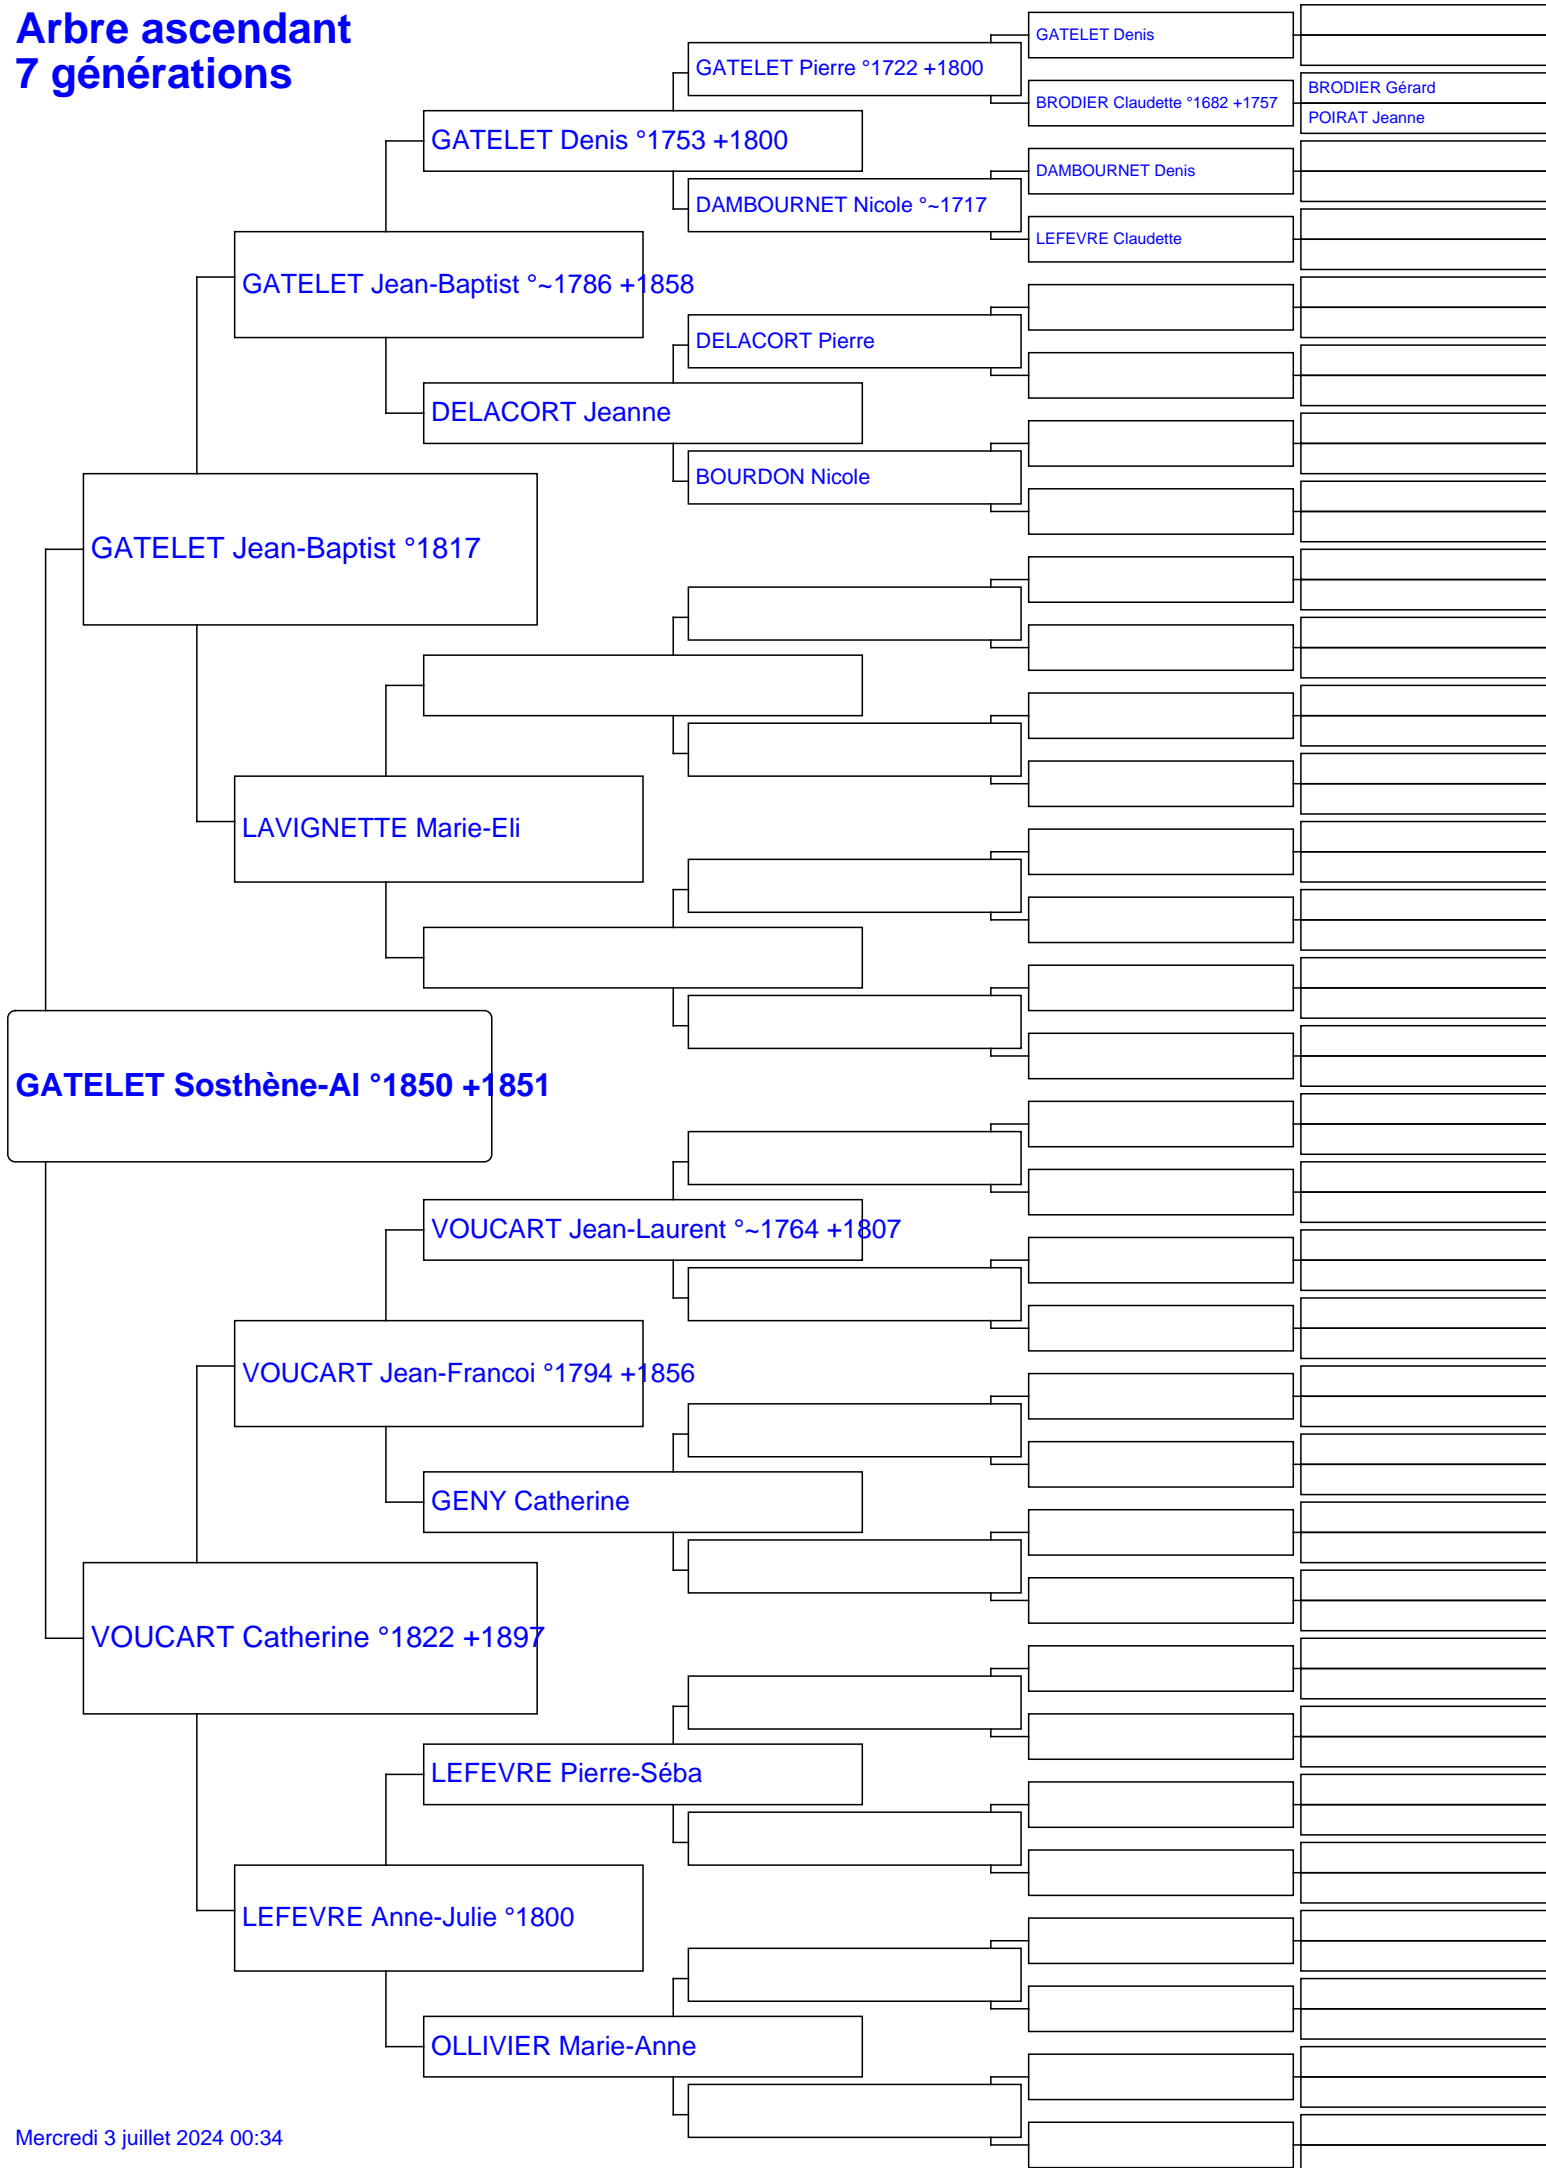 Arbre ascendant
7 générations
GATELET Denis
GATELET Pierre °1722 +1800
BRODIER Gérard
BRODIER Claudette °1682 +1757
POIRAT Jeanne
GATELET Denis °1753 +1800
DAMBOURNET Denis
DAMBOURNET Nicole °~1717
LEFEVRE Claudette
GATELET Jean-Baptist °~1786 +1858
DELACORT Pierre
DELACORT Jeanne
BOURDON Nicole
GATELET Jean-Baptist °1817
LAVIGNETTE Marie-Eli
GATELET Sosthène-Al °1850 +1851
VOUCART Jean-Laurent °~1764 +1807
VOUCART Jean-Francoi °1794 +1856
GENY Catherine
VOUCART Catherine °1822 +1897
LEFEVRE Pierre-Séba
LEFEVRE Anne-Julie °1800
OLLIVIER Marie-Anne
Mercredi 3 juillet 2024 00:34